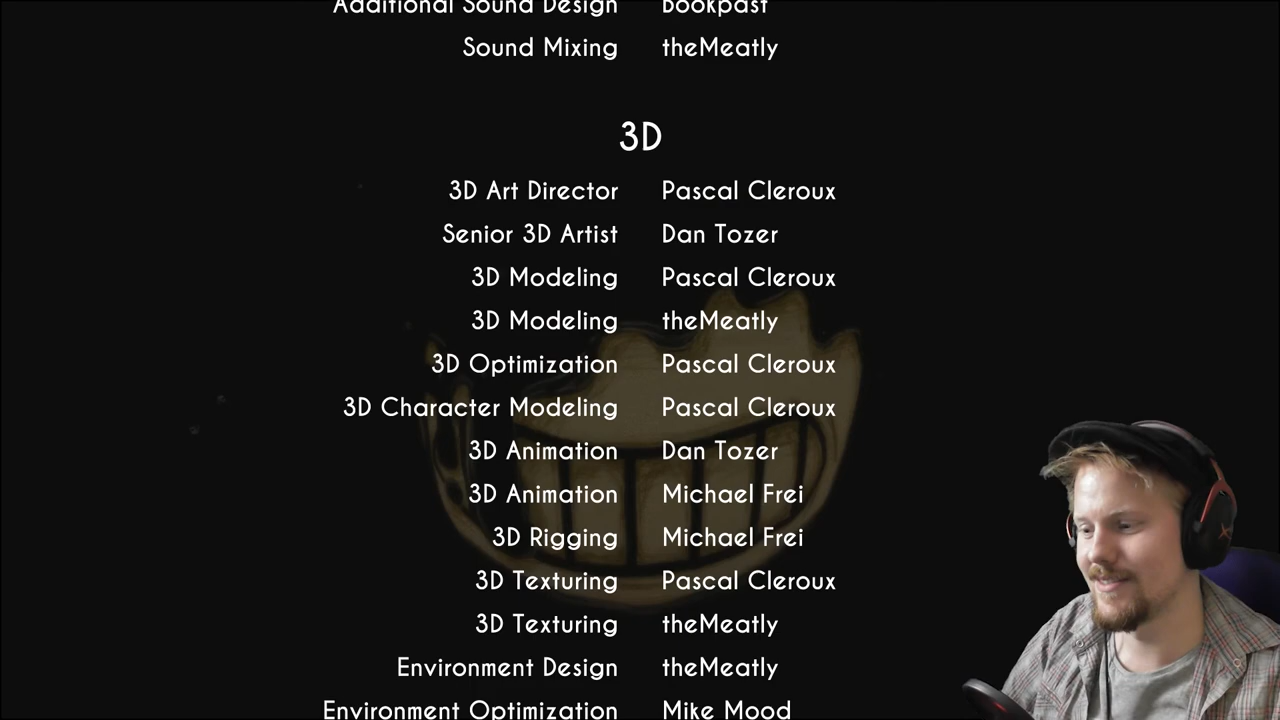 Additional Sound Design Bookpast
Sound Mixing theMeatly
3D
3D Art Director Pascal Cleroux
Senior 3D Artist Dan Tozer
3D Modeling Pascal Cleroux
3D Modeling theMeatly
3D Optimization Pascal Cleroux
3D Character Modeling Pascal Cleroux
3D Animation Dan Tozer
3D Animation Michael Frei
3D Rigging Michael Frei
3D Texturing Pascal Cleroux
3D Texturing theMeatly
Environment Design theMeatly
Environment Optimization Mike Mood